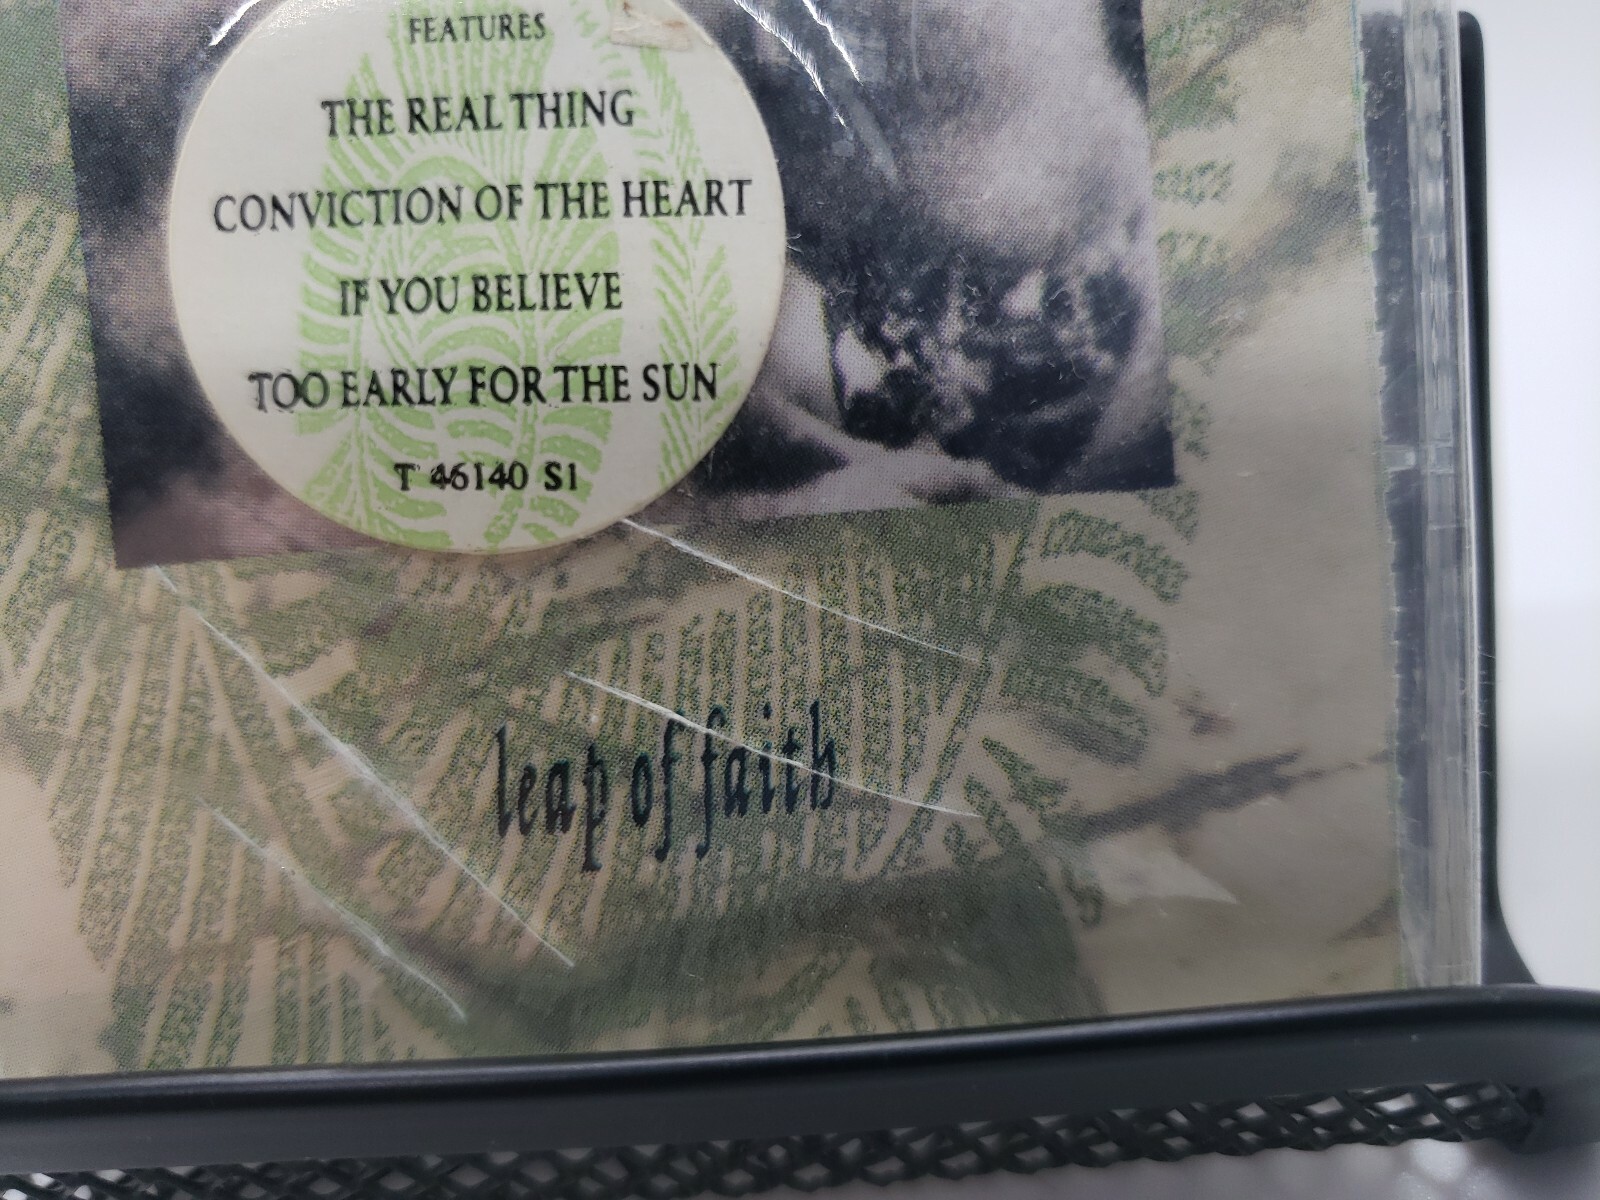 FEATURES
THE REAL THING
CONVICTION OF THE HEART
IF YOU BELIEVE
TOO EARLY FOR THE SUN
T 46140 S1
leap of faith